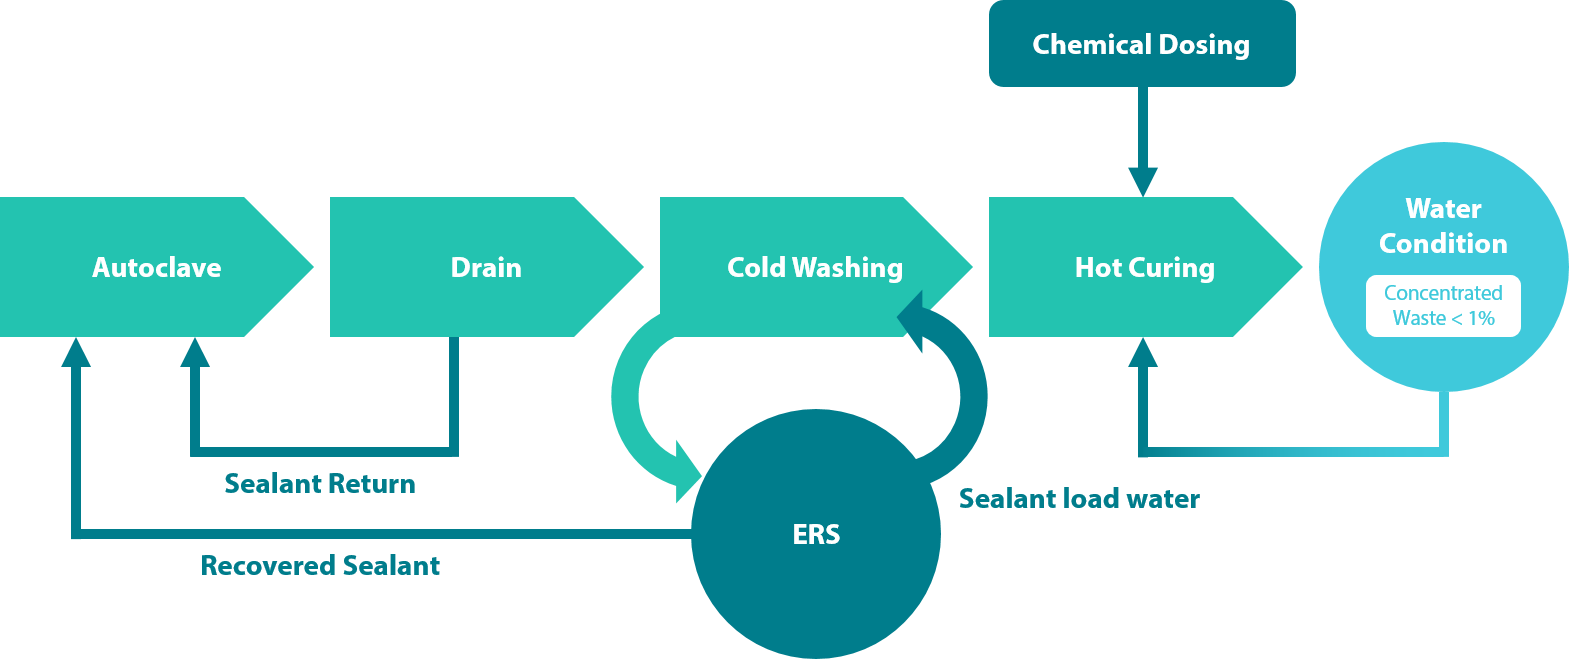 Chemical Dosing
Autoclave
Drain
Cold Washing
Hot Curing
Water
Condition
Concentrated
Waste < 1%
Sealant Return
Sealant load water
ERS
Recovered Sealant